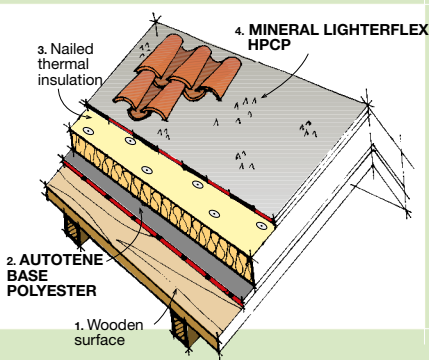 4. MINERAL LIGHTERFLEX
HPCP
3. Nailed
thermal
insulation
2. AUTOTENE
BASE
POLYESTER
1. Wooden
surface